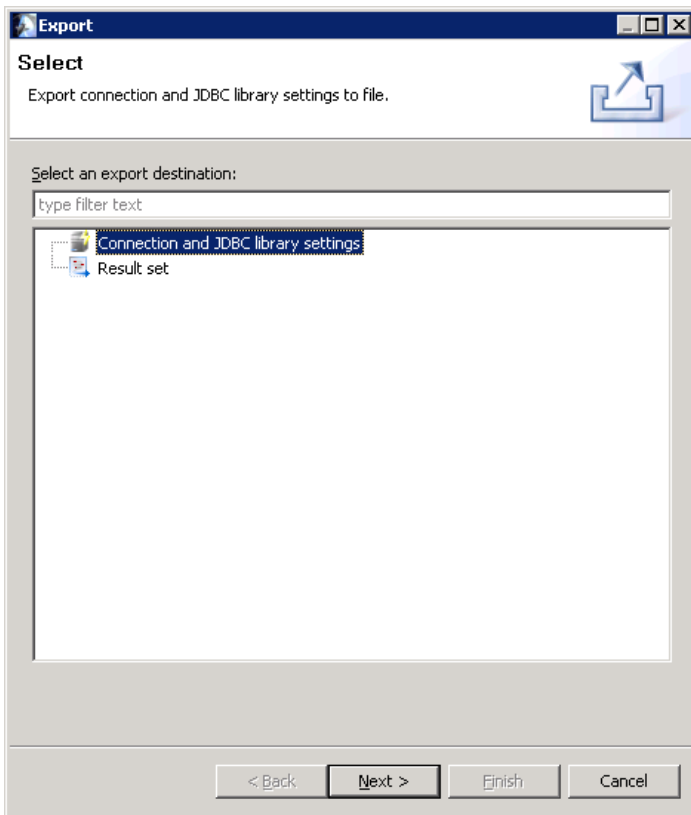 Export
Select
Export connection and JDBC library settings to file.
Select an export destination:
type filter text
Connection and JDBC library settings
Result set
< Back
Next >
Finish
Cancel